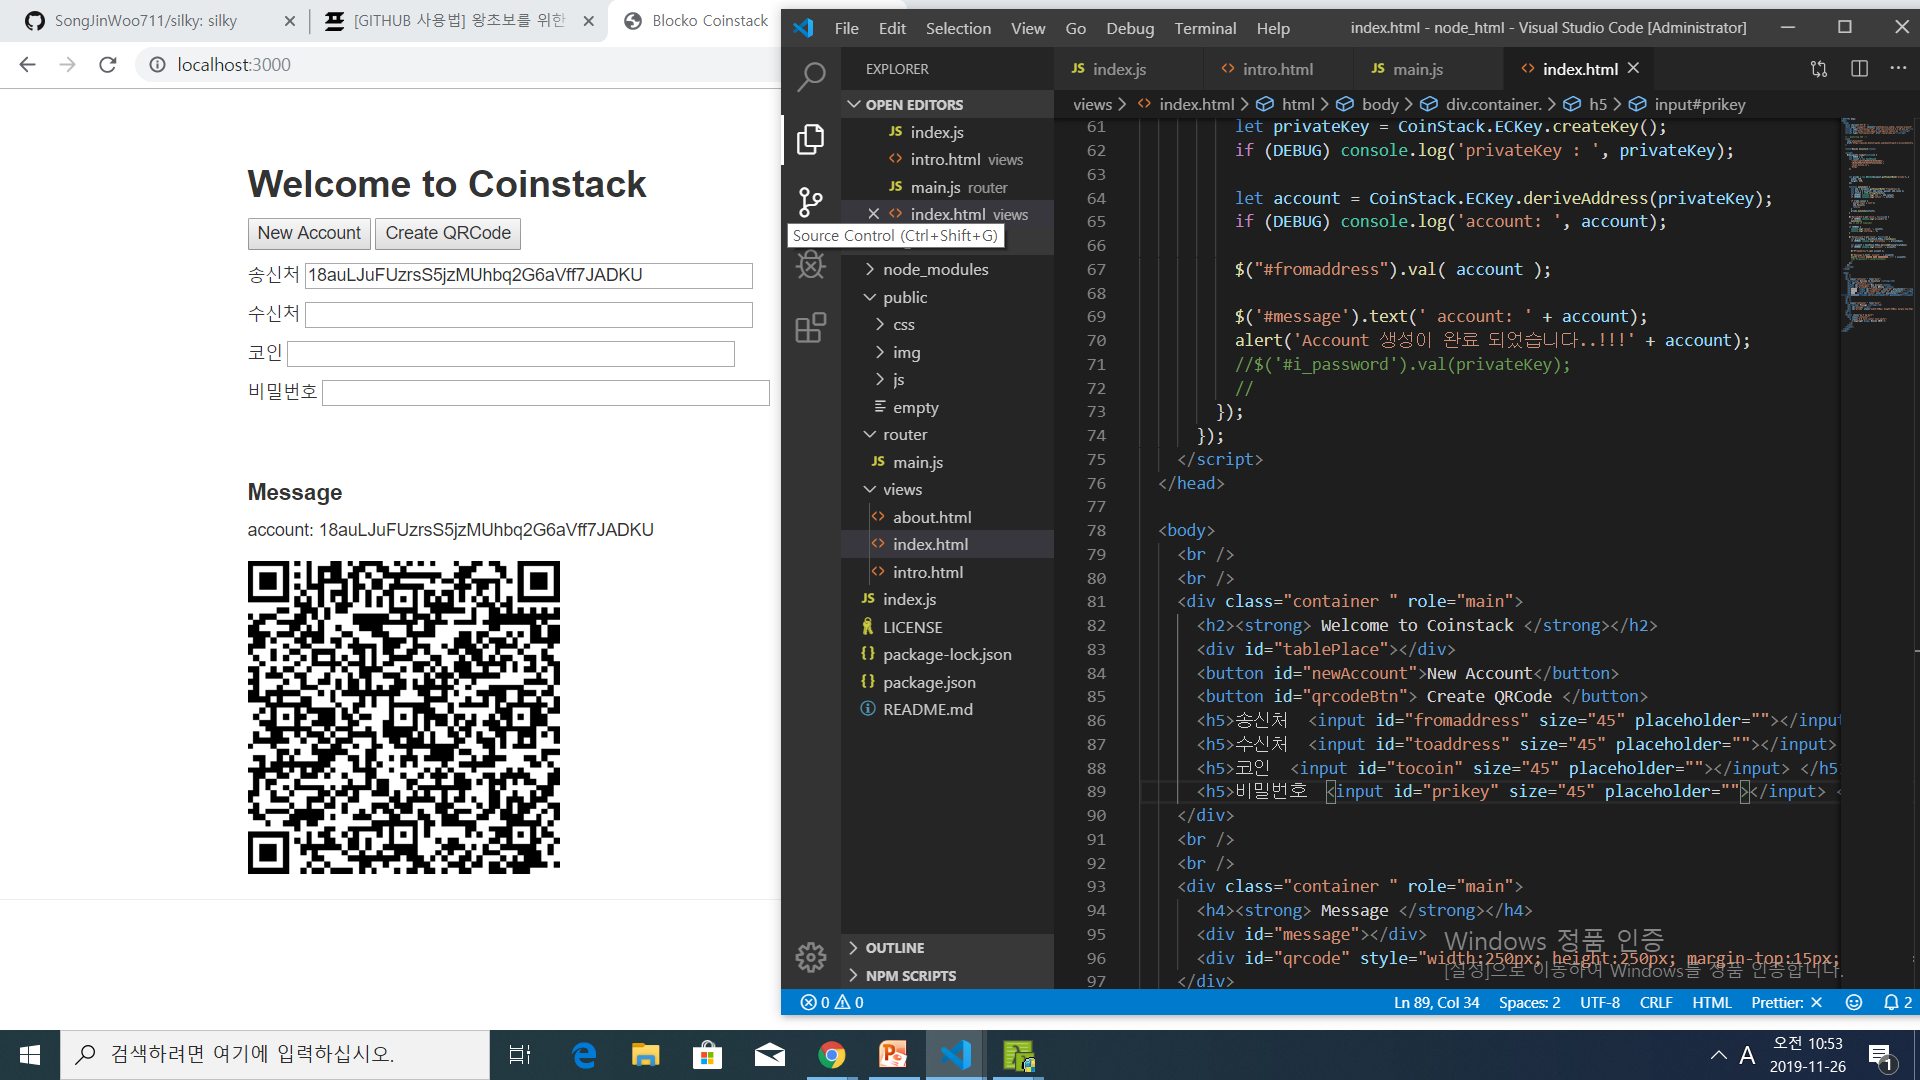 SongJinWoo711/silky: silky
[GITHUB 사용법] 왕초보를 위한
Blocko Coinstack
localhost:3000
Welcome to Coinstack
New Account
Create QRCode
송신처 18auLJuFUzrsS5jzMUhbq2G6aVff7JADKU
수신처
코인
비밀번호
Message
account: 18auLJuFUzrsS5jzMUhbq2G6aVff7JADKU
File Edit Selection View Go Debug Terminal Help
index.html - node_html - Visual Studio Code [Administrator]
EXPLORER
OPEN EDITORS
JS index.js
<> intro.html views
JS main.js router
<> index.html views
Source Control (Ctrl+Shift+G)
node_modules
public
css
img
js
empty
router
JS main.js
views
<> about.html
<> index.html
<> intro.html
JS index.js
LICENSE
{} package-lock.json
{} package.json
README.md
OUTLINE
NPM SCRIPTS
JS index.js
<> intro.html
JS main.js
<> index.html
views > <> index.html > html > body > div.container. > h5 > input#prikey
61 let privateKey = CoinStack.ECKey.createKey();
62 if (DEBUG) console.log('privateKey : ', privateKey);
63
64 let account = CoinStack.ECKey.deriveAddress(privateKey);
65 if (DEBUG) console.log('account: ', account);
66
67 $("#fromaddress").val( account );
68
69 $('#message').text(' account: ' + account);
70 alert('Account 생성이 완료 되었습니다..!!!' + account);
71 //$('#i_password').val(privateKey);
72 //
73 });
74 });
75 </script>
76 </head>
77
78 <body>
79 <br />
80 <br />
81 <div class="container " role="main">
82 <h2><strong> Welcome to Coinstack </strong></h2>
83 <div id="tablePlace"></div>
84 <button id="newAccount">New Account</button>
85 <button id="qrcodeBtn"> Create QRCode </button>
86 <h5>송신처 <input id="fromaddress" size="45" placeholder=""></input
87 <h5>수신처 <input id="toaddress" size="45" placeholder=""></input>
88 <h5>코인 <input id="tocoin" size="45" placeholder=""></input> </h5
89 <h5>비밀번호 <input id="prikey" size="45" placeholder=""></input> <
90 </div>
91 <br />
92 <br />
93 <div class="container " role="main">
94 <h4><strong> Message </strong></h4>
95 <div id="message"></div>
96 <div id="qrcode" style="width:250px; height:250px; margin-top:15px;
97 </div>
Windows 정품 인증
[설정]으로 이동하여 Windows를 정품 인증합니다.
0 0
Ln 89, Col 34 Spaces: 2 UTF-8 CRLF HTML Prettier: ✕ 2
검색하려면 여기에 입력하십시오.
A
오전 10:53
2019-11-26
1